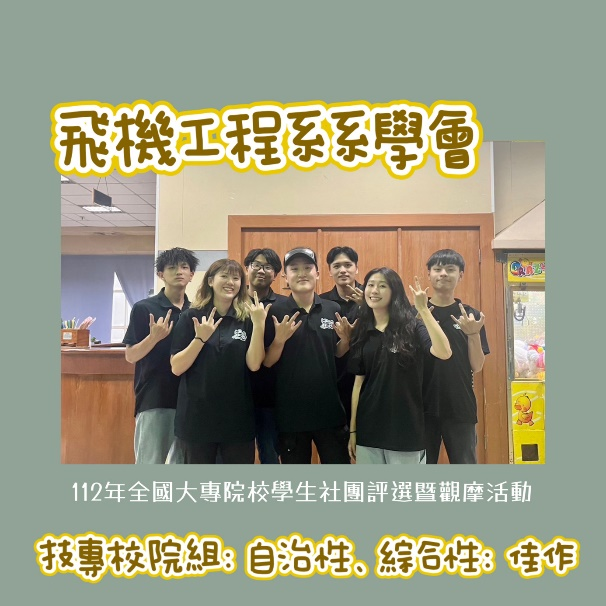 飛機工程系系學會
112年全國大專院校學生社團評選暨觀摩活動
技專校院組: 自治性、綜合性: 佳作